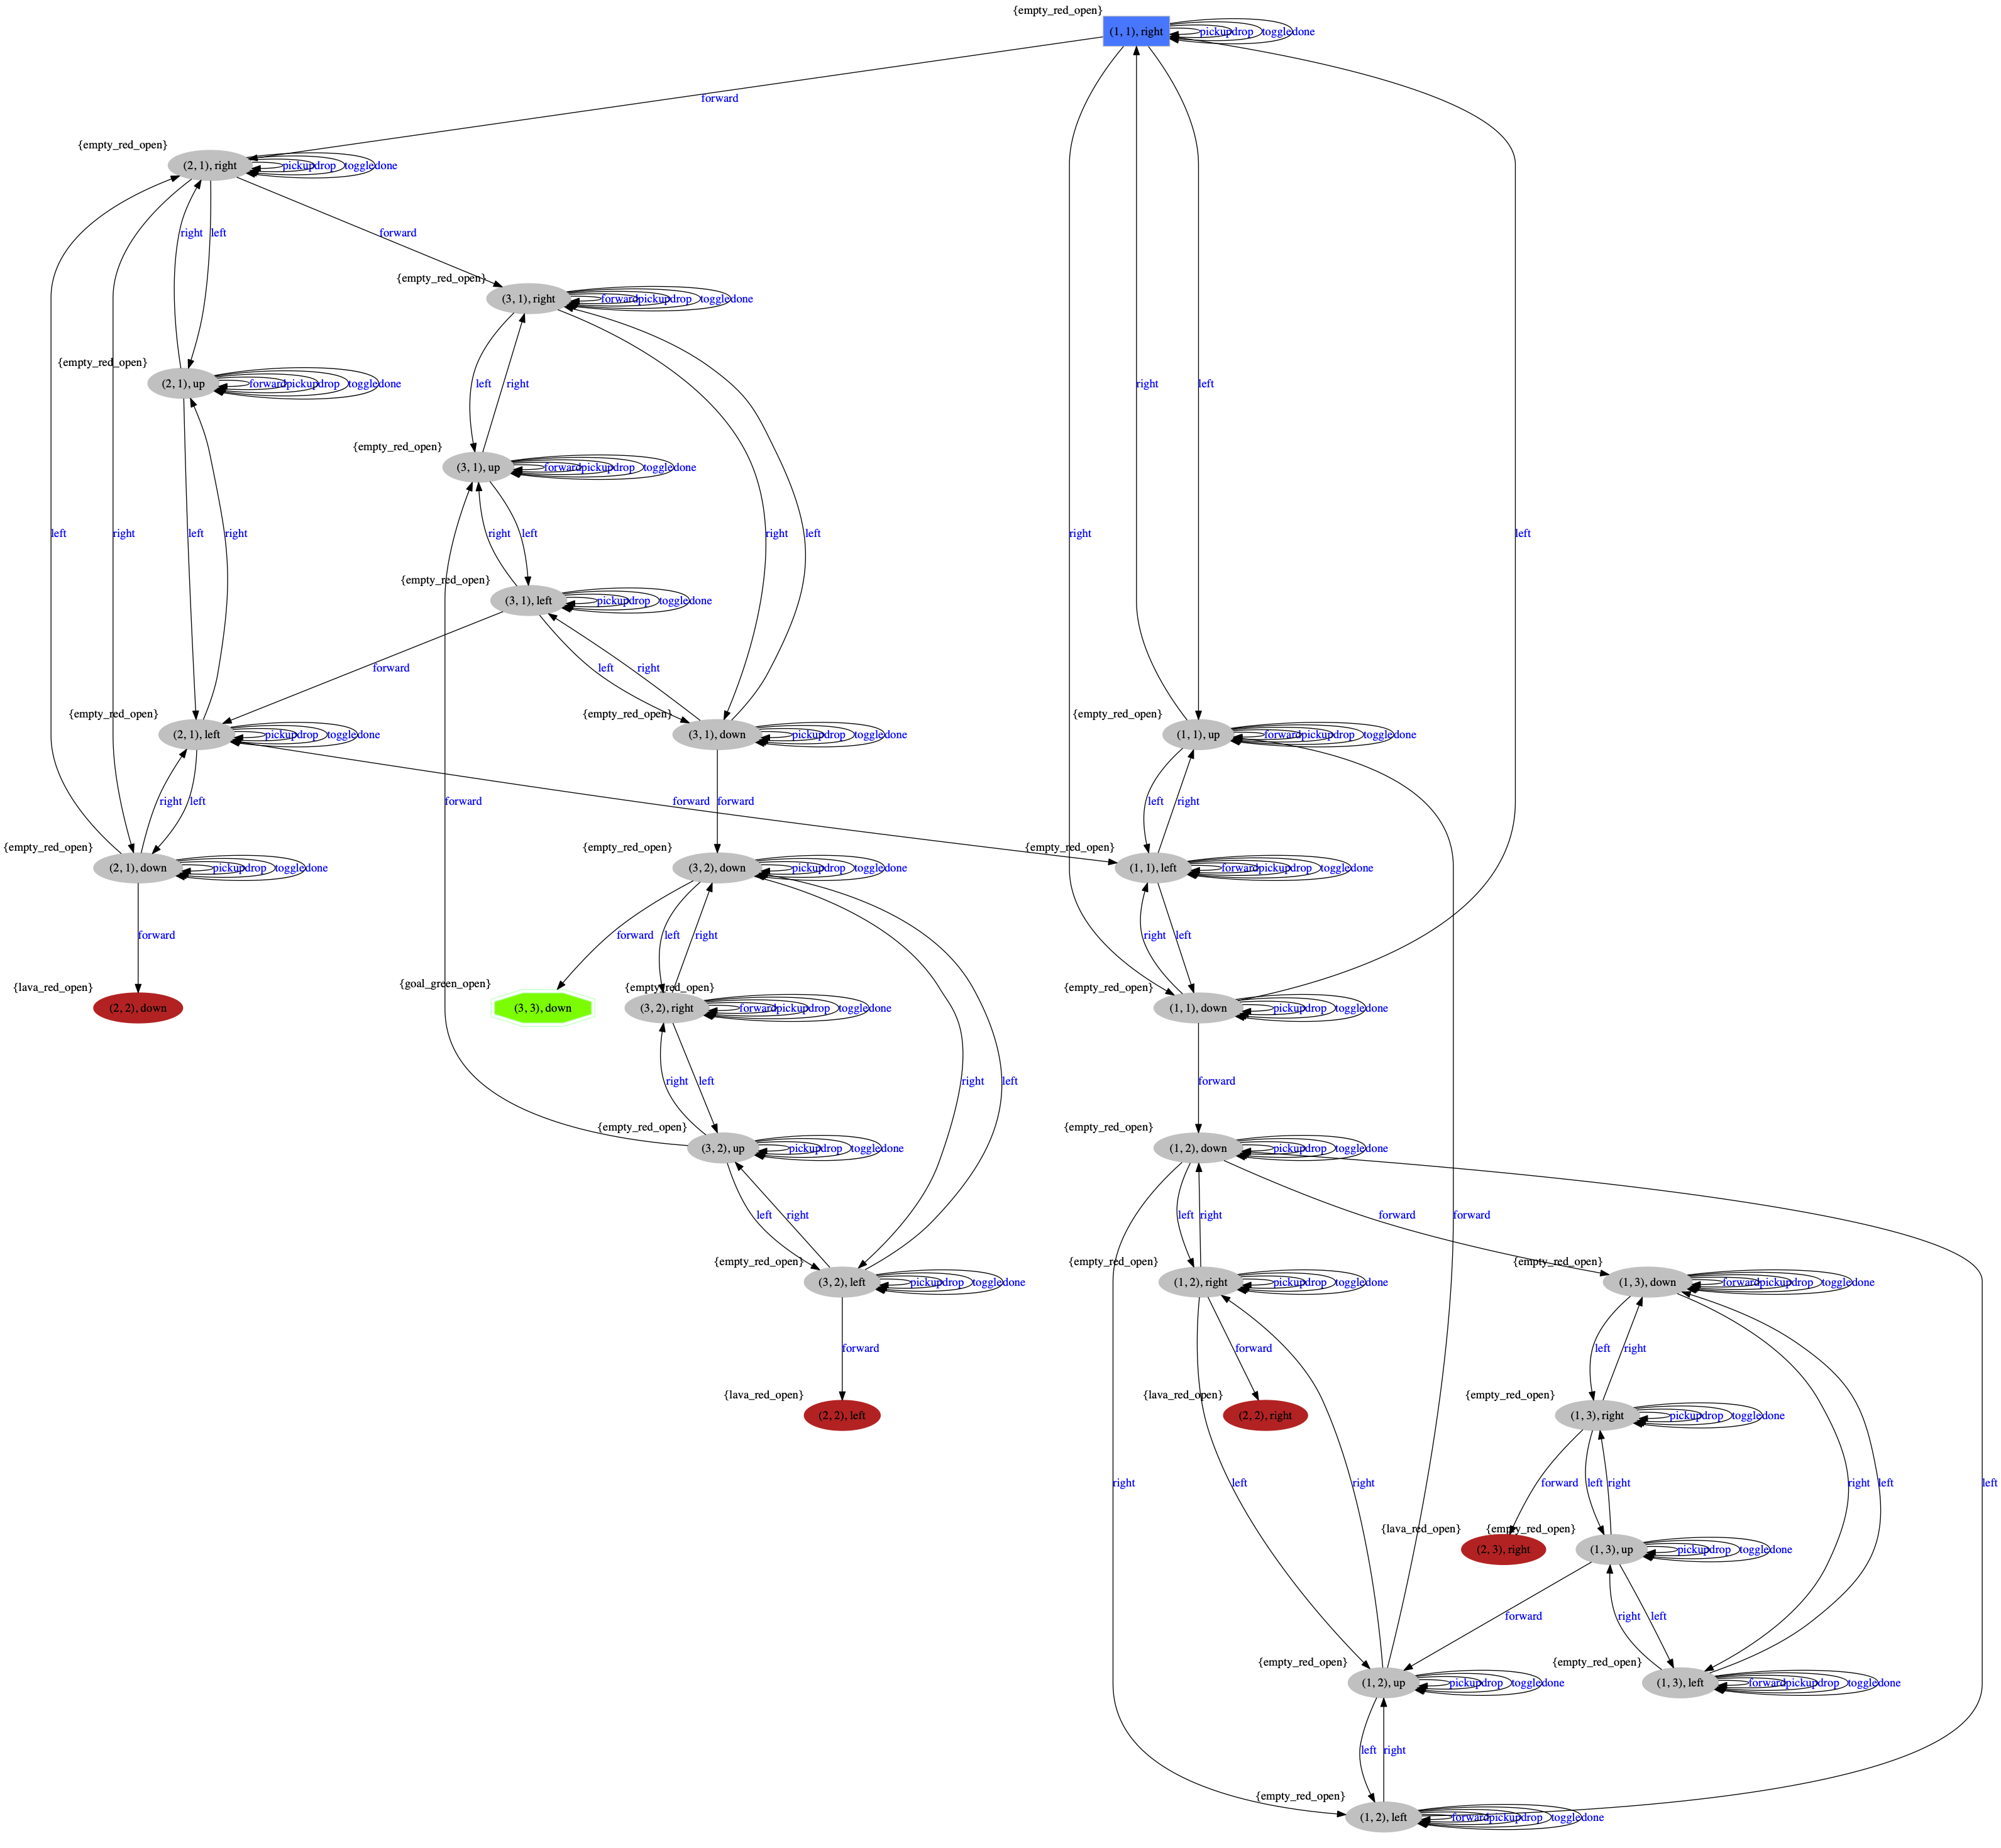 {empty_red_open}
(1, 1), right
pickup drop toggle done
forward
{empty_red_open}
(2, 1), right
pickup drop toggle done
right
left
forward
{empty_red_open}
(3, 1), right
forward pickup drop toggle done
{empty_red_open}
(2, 1), up
forward pickup drop toggle done
left
right
right
left
{empty_red_open}
(3, 1), up
forward pickup drop toggle done
left
right
left
right
right
left
right
left
right
left
{empty_red_open}
(3, 1), left
pickup drop toggle done
forward
left
right
{empty_red_open}
(2, 1), left
pickup drop toggle done
{empty_red_open}
(3, 1), down
pickup drop toggle done
{empty_red_open}
(1, 1), up
forward pickup drop toggle done
right
left
forward
forward
forward
left
right
{empty_red_open}
(2, 1), down
pickup drop toggle done
{empty_red_open}
(3, 2), down
pickup drop toggle done
{empty_red_open}
(1, 1), left
forward pickup drop toggle done
forward
forward
left
right
right
left
{lava_red_open}
(2, 2), down
{goal_green_open}
(3, 3), down
{empty_red_open}
(3, 2), right
forward pickup drop toggle done
{empty_red_open}
(1, 1), down
pickup drop toggle done
right
left
right
left
forward
{empty_red_open}
(3, 2), up
pickup drop toggle done
{empty_red_open}
(1, 2), down
pickup drop toggle done
left
right
left
right
forward
forward
{empty_red_open}
(3, 2), left
pickup drop toggle done
{empty_red_open}
(1, 2), right
pickup drop toggle done
{empty_red_open}
(1, 3), down
forward pickup drop toggle done
forward
forward
left
right
{lava_red_open}
(2, 2), left
{lava_red_open}
(2, 2), right
{empty_red_open}
(1, 3), right
pickup drop toggle done
right
left
right
forward
left
right
right
left
left
{lava_red_open}
(2, 3), right
{empty_red_open}
(1, 3), up
pickup drop toggle done
forward
right
left
{empty_red_open}
(1, 2), up
pickup drop toggle done
{empty_red_open}
(1, 3), left
forward pickup drop toggle done
left
right
{empty_red_open}
(1, 2), left
forward pickup drop toggle done